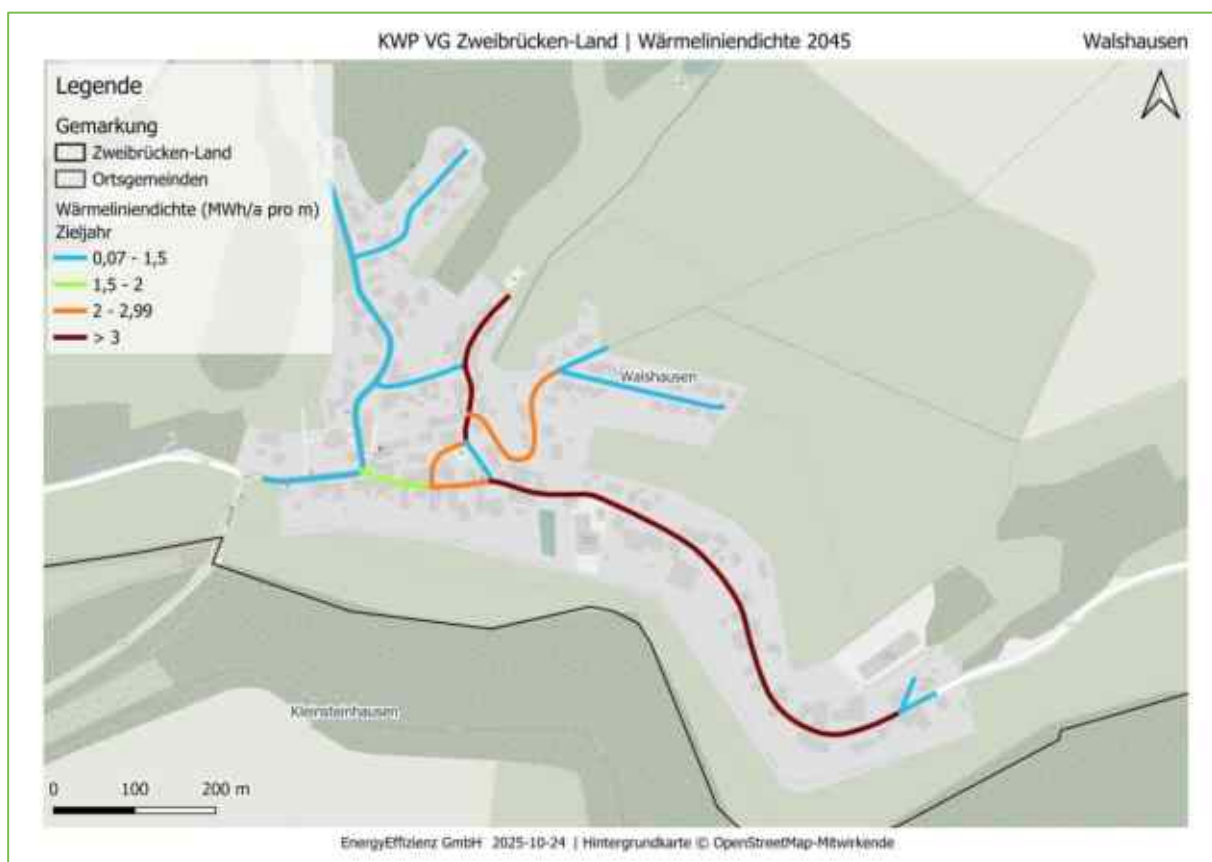 KWP VG Zweibrücken-Land | Wärmeliniendichte 2045
Walshausen
Legende
Gemarkung
Zweibrücken-Land
Ortsgemeinden
Wärmeliniendichte (MWh/a pro m)
Zieljahr
0,07 - 1,5
1,5 - 2
2 - 2,99
> 3
Walshausen
Kleinsteinhausen
0 100 200 m
EnergyEffizienz GmbH 2025-10-24 | Hintergrundkarte © OpenStreetMap-Mitwirkende